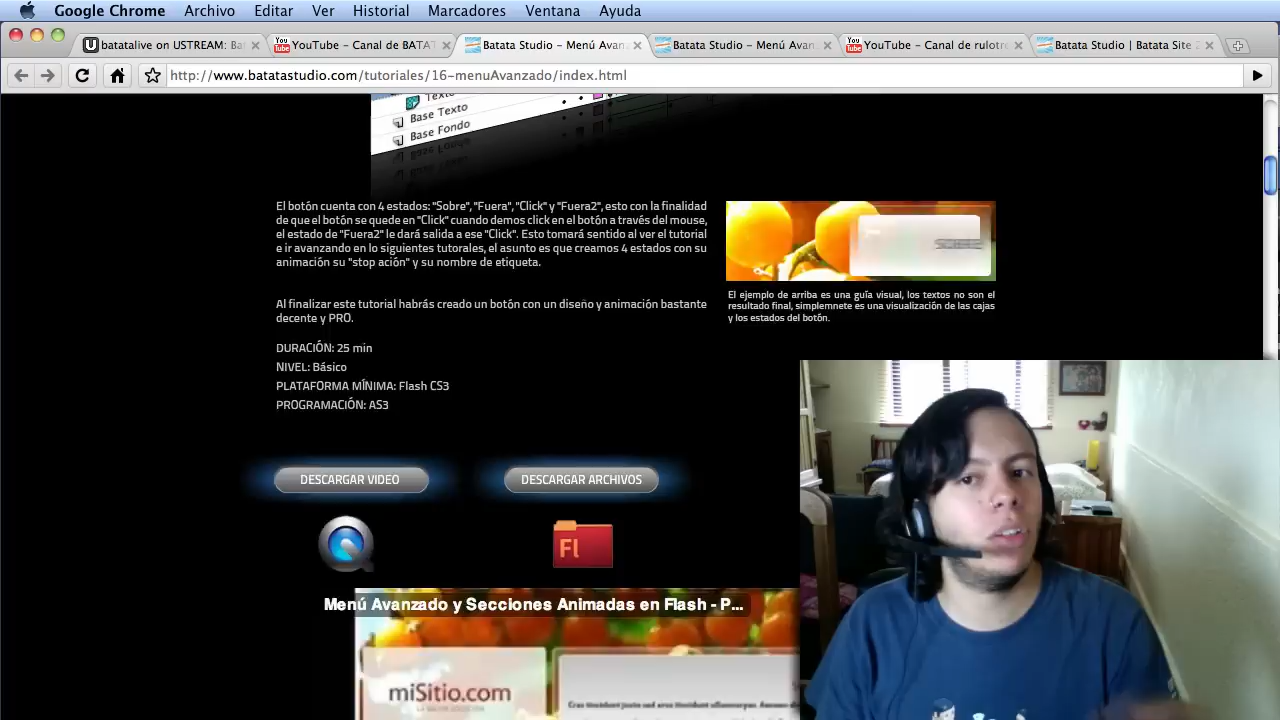 Google Chrome Archivo Editar Ver Historial Marcadores Ventana Ayuda
batatalive on USTREAM: Bat
YouTube – Canal de BATAT
Batata Studio – Menú Avan
Batata Studio – Menú Avan
YouTube – Canal de rulotr
Batata Studio | Batata Site
http://www.batatastudio.com/tutoriales/16-menuAvanzado/index.html
Texto
Base Texto
Base Fondo
El botón cuenta con 4 estados: "Sobre", "Fuera", "Click" y "Fuera2", esto con la finalidad
de que el botón se quede en "Click" cuando demos click en el botón a través del mouse,
el estado de "Fuera2" le dará salida a ese "Click". Esto tomará sentido al ver el tutorial
e ir avanzando en lo siguientes tutorales, el asunto es que creamos 4 estados con su
animación su "stop ación" y su nombre de etiqueta.
Al finalizar este tutorial habrás creado un botón con un diseño y animación bastante
decente y PRO.
El ejemplo de arriba es una guía visual, los textos no son el
resultado final, simplemnete es una visualización de las cajas
y los estados del botón.
DURACIÓN: 25 min
NIVEL: Básico
PLATAFORMA MÍNIMA: Flash CS3
PROGRAMACIÓN: AS3
DESCARGAR VIDEO
DESCARGAR ARCHIVOS
Fl
Menú Avanzado y Secciones Animadas en Flash - P...
miSitio.com